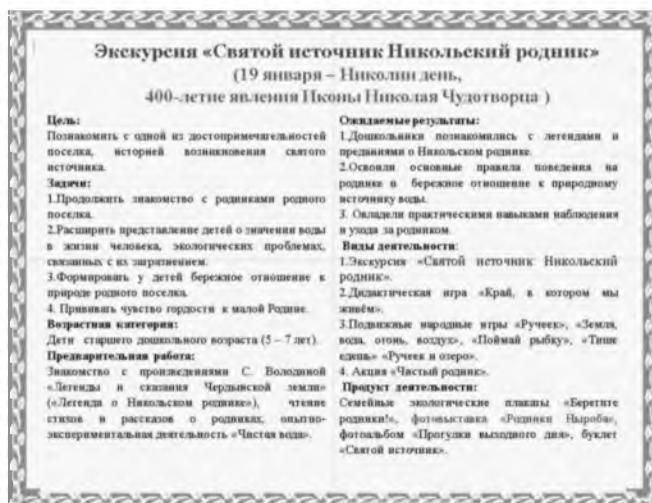 Экскурсия «Святой источник Никольский родник»
(19 января – Николин день,
400-летие явления Иконы Николая Чудотворца )
Цель:
Познакомить с одной из достопримечательностей
поселка, историей возникновения святого
источника.
Задачи:
1.Продолжить знакомство с родниками родного
поселка.
2.Расширить представление детей о значении воды
в жизни человека, экологических проблемах,
связанных с их загрязнением.
3.Формировать у детей бережное отношение к
природе родного поселка.
4. Прививать чувство гордости к малой Родине.
Возрастная категория:
Дети старшего дошкольного возраста (5 – 7 лет).
Предварительная работа:
Знакомство с произведениями С. Володиной
«Легенды и сказания Чердынской земли»
(«Легенда о Никольском роднике»), чтение
стихов и рассказов о родниках, опытно-
экспериментальная деятельность «Чистая вода».
Ожидаемые результаты:
1.Дошкольники познакомились с легендами и
преданиями о Никольском роднике.
2.Освоили основные правила поведения на
роднике и бережное отношение к природному
источнику воды.
3. Овладели практическими навыками наблюдения
и ухода за родником.
Виды деятельности:
1.Экскурсия «Святой источник Никольский
родник».
2.Дидактическая игра «Край, в котором мы
живём».
3.Подвижные народные игры «Ручеек», «Земля,
вода, огонь, воздух», «Поймай рыбку», «Тише
едешь» «Ручеек и озеро».
4. Акция «Чистый родник».
Продукт деятельности:
Семейные экологические плакаты «Берегите
родники!», фотовыставка «Родники Ныроба»,
фотоальбом «Прогулки выходного дня», буклет
«Святой источник».